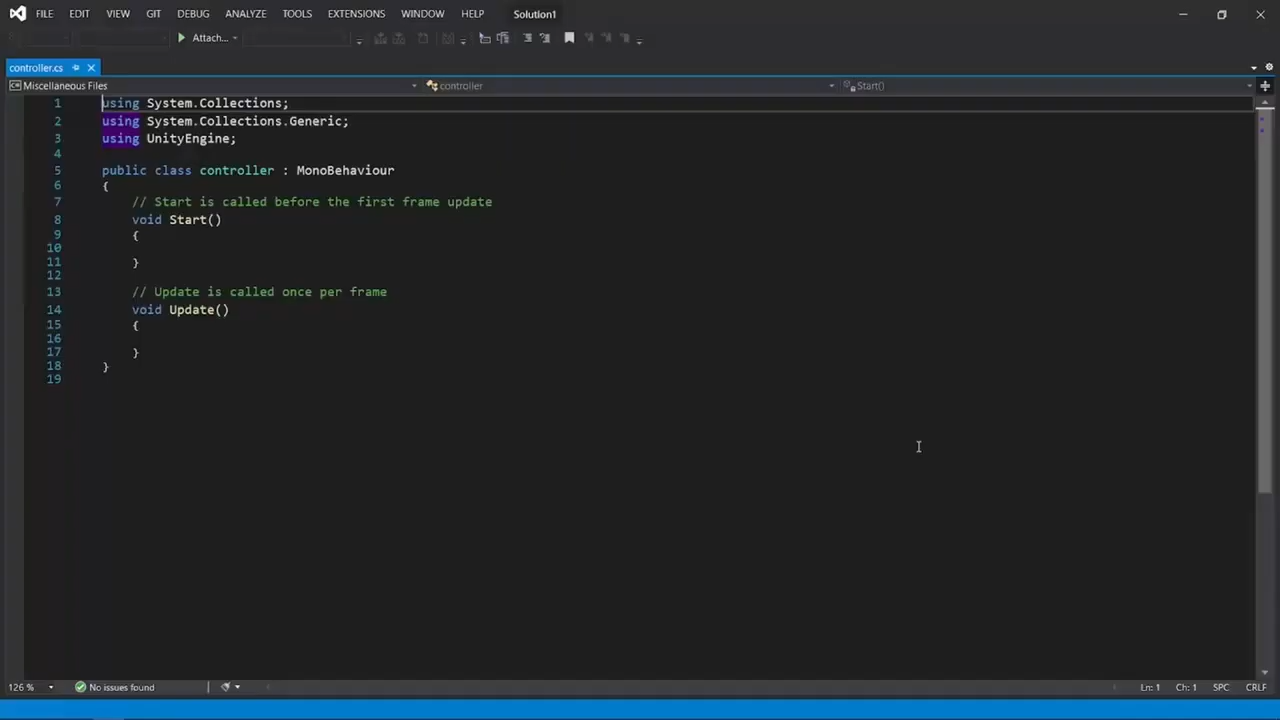 FILE EDIT VIEW GIT DEBUG ANALYZE TOOLS EXTENSIONS WINDOW HELP Solution1
Attach...
controller.cs
Miscellaneous Files controller Start()
1 using System.Collections;
2 using System.Collections.Generic;
3 using UnityEngine;
4
5 public class controller : MonoBehaviour
6 {
7 // Start is called before the first frame update
8 void Start()
9 {
10
11 }
12
13 // Update is called once per frame
14 void Update()
15 {
16
17 }
18 }
19
126 % No issues found Ln: 1 Ch: 1 SPC CRLF